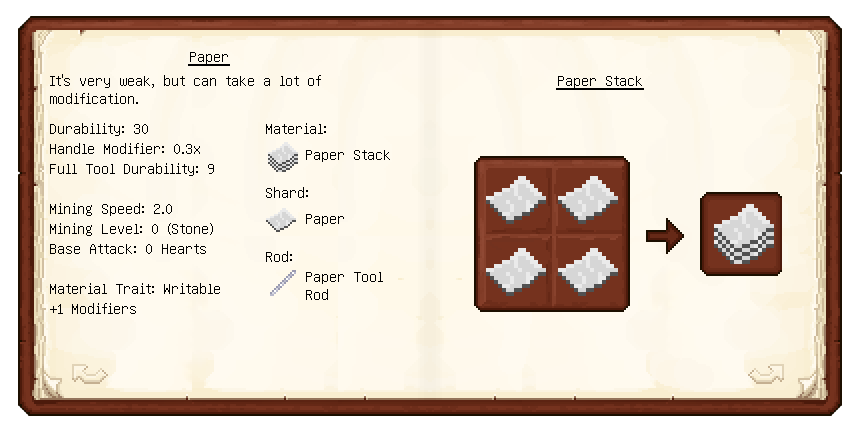 Paper
It's very weak, but can take a lot of
modification.
Durability: 30
Handle Modifier: 0.3x
Full Tool Durability: 9
Mining Speed: 2.0
Mining Level: 0 (Stone)
Base Attack: 0 Hearts
Material Trait: Writable
+1 Modifiers
Material:
Paper Stack
Shard:
Paper
Rod:
Paper Tool
Rod
Paper Stack